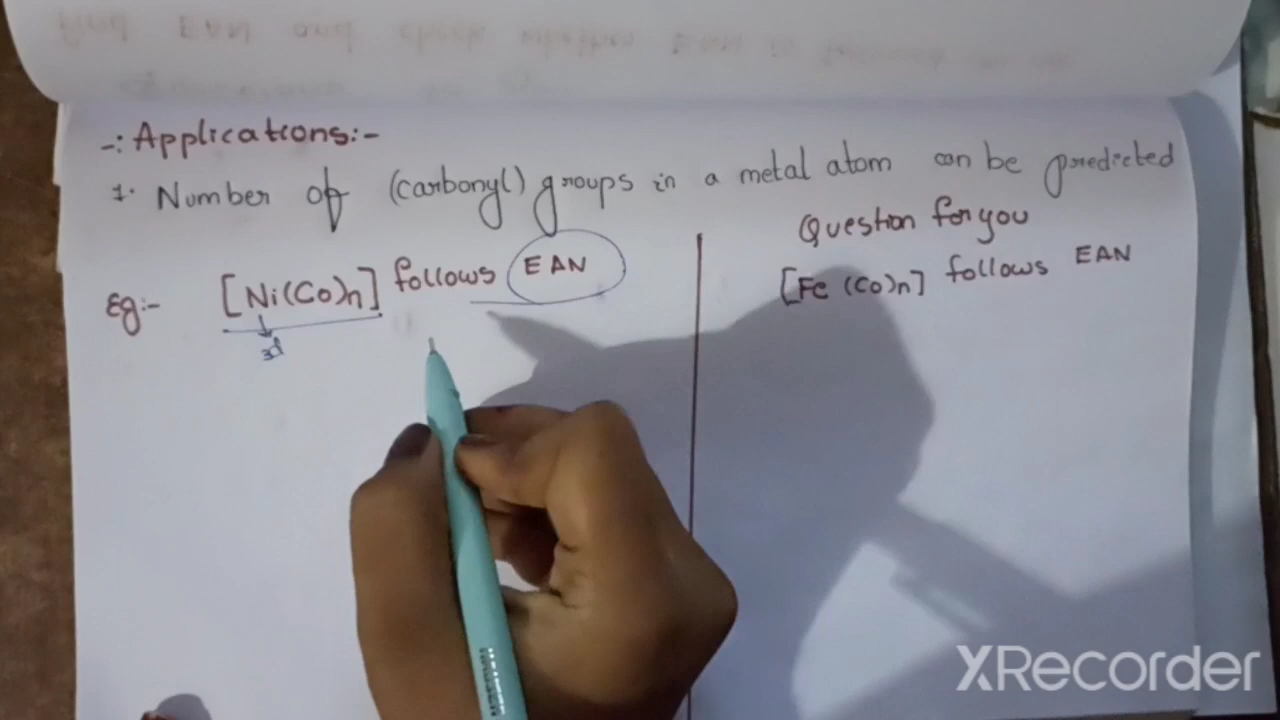 -: Applications:-
1. Number of (carbonyl) groups in a metal atom can be predicted
Eg:- [Ni(Co)n] follows EAN
3d
Question for you
[Fe (Co)n] follows EAN
XRecorder